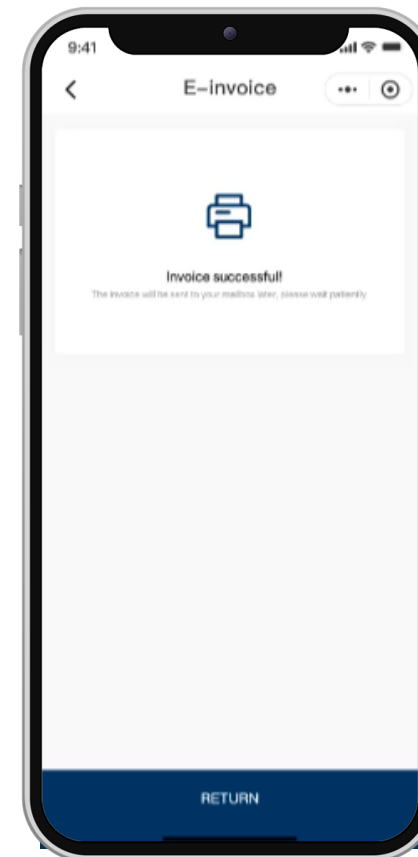 9:41
E-invoice
Invoice successful!
The invoice will be sent to your mailbox later, please wait patiently
RETURN